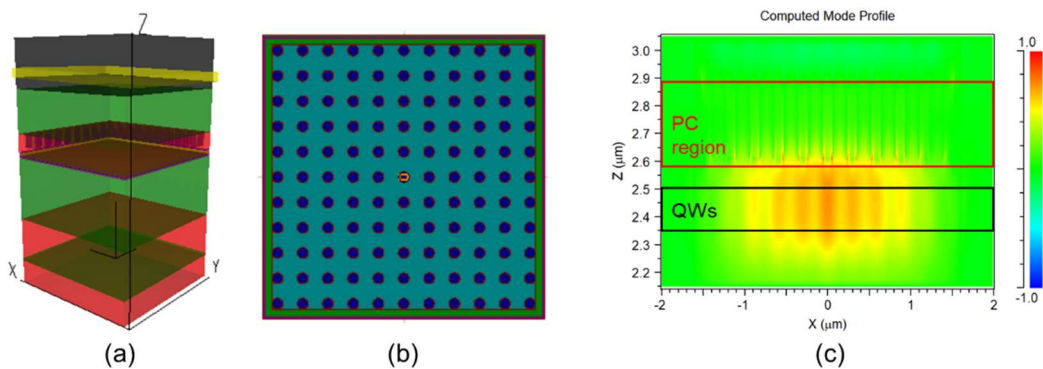 Z
X
Y
(a)
(b)
Computed Mode Profile
Z (μm)
3.0
2.9
2.8
2.7
2.6
2.5
2.4
2.3
2.2
PC
region
QWs
-2
-1
0
1
2
X (μm)
1.0
-1.0
(c)